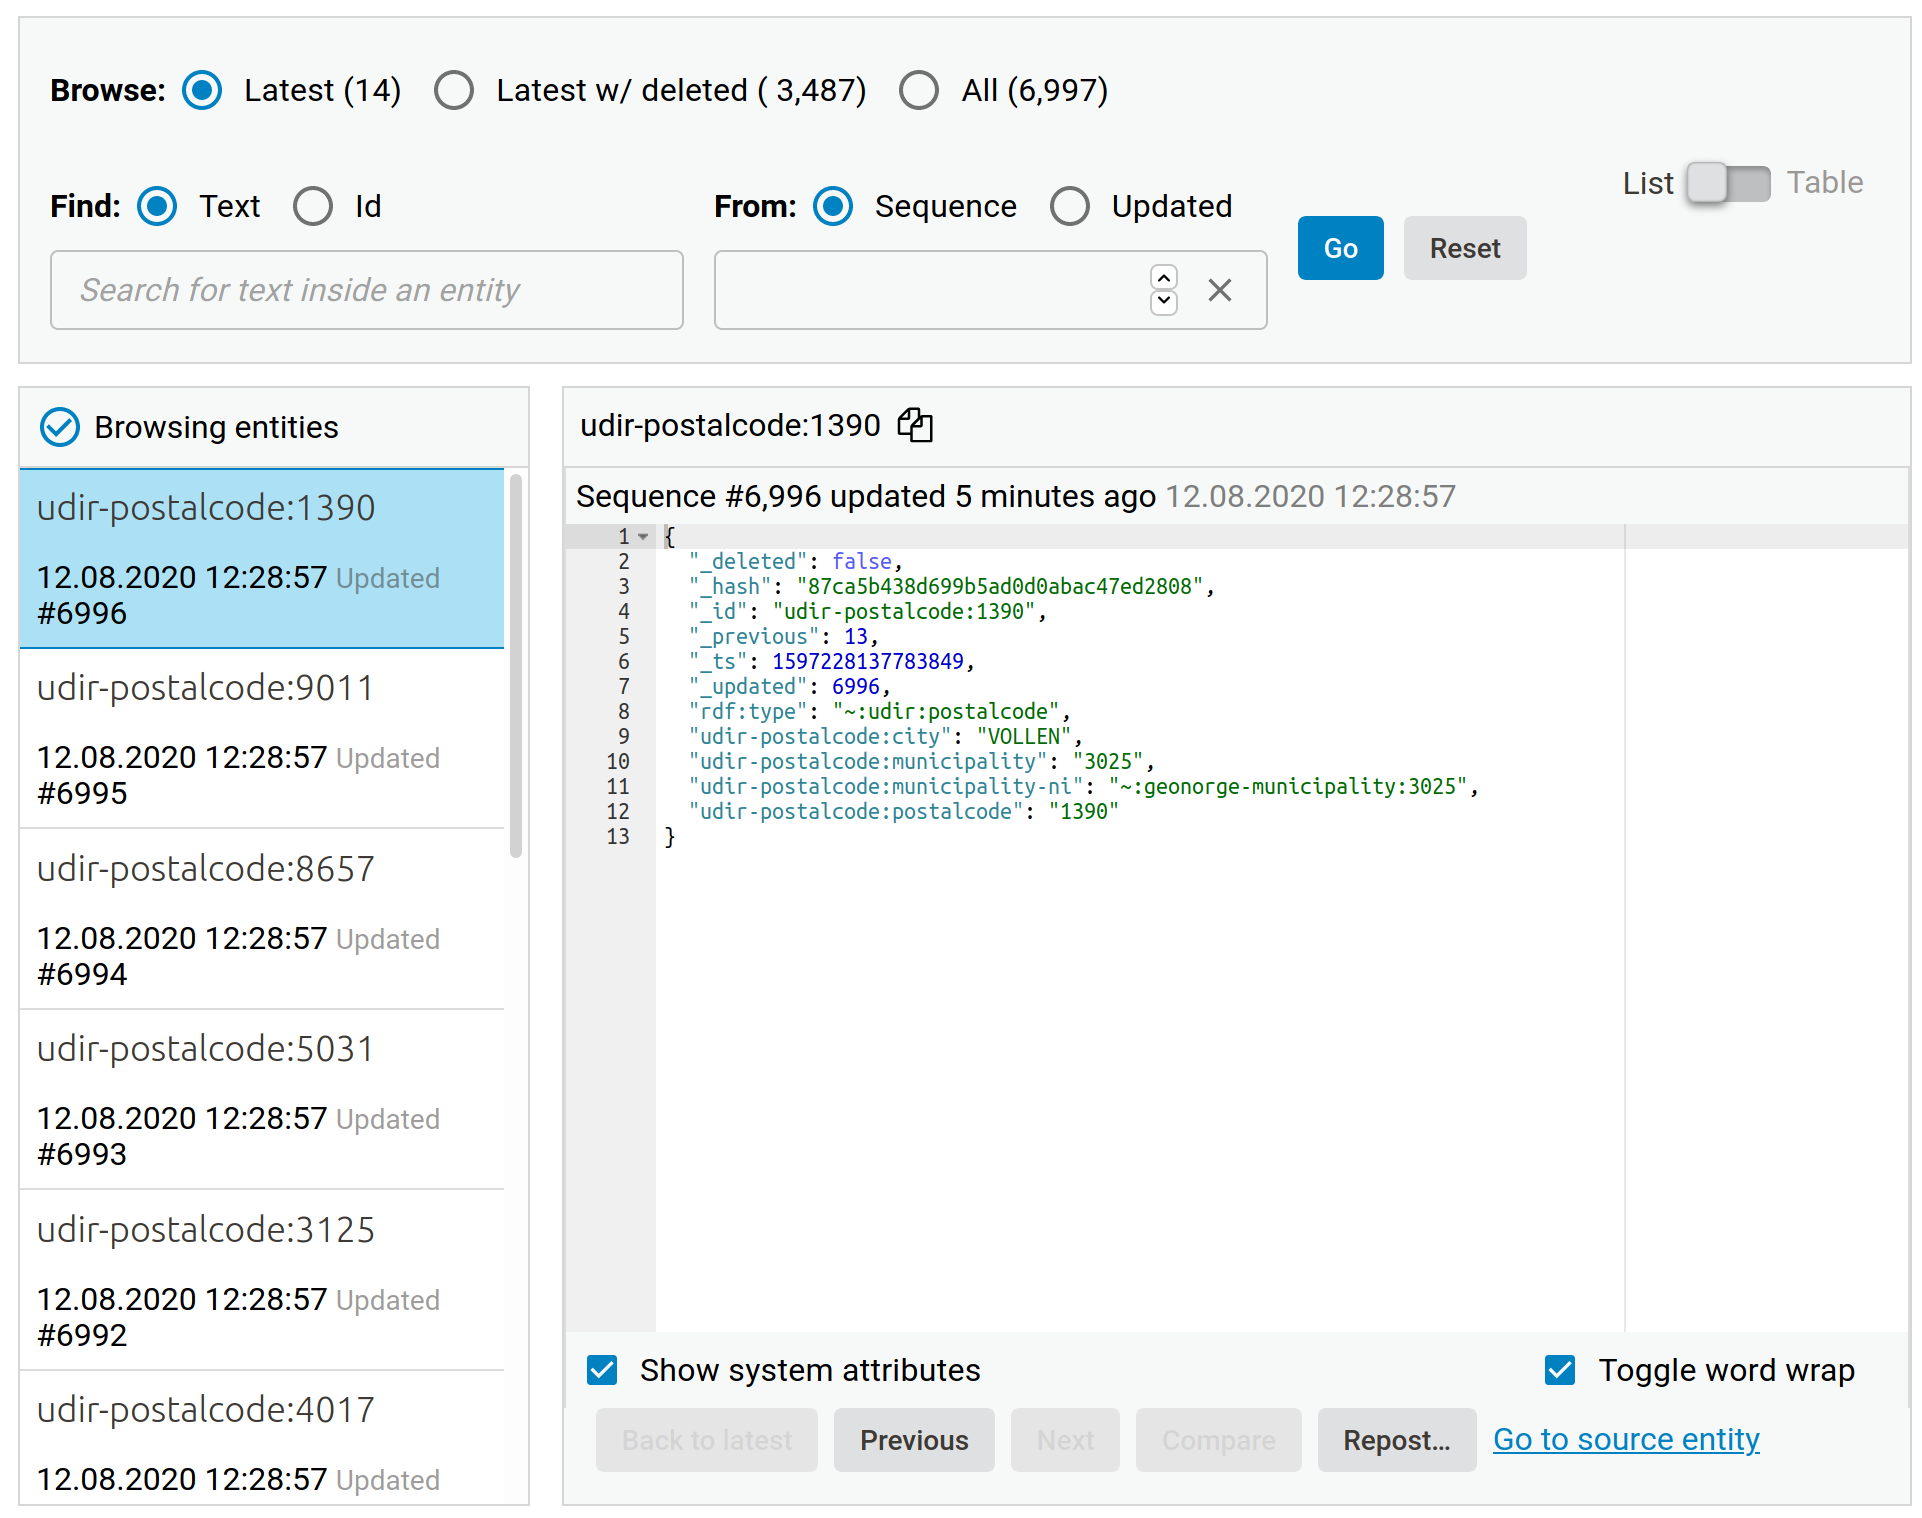 Browse: Latest (14) Latest w/ deleted ( 3,487) All (6,997)
List Table
Find: Text Id From: Sequence Updated
Go Reset
Search for text inside an entity
Browsing entities
udir-postalcode:1390
12.08.2020 12:28:57 Updated
#6996
udir-postalcode:9011
12.08.2020 12:28:57 Updated
#6995
udir-postalcode:8657
12.08.2020 12:28:57 Updated
#6994
udir-postalcode:5031
12.08.2020 12:28:57 Updated
#6993
udir-postalcode:3125
12.08.2020 12:28:57 Updated
#6992
udir-postalcode:4017
12.08.2020 12:28:57 Updated
udir-postalcode:1390
Sequence #6,996 updated 5 minutes ago 12.08.2020 12:28:57
1 {
2 "_deleted": false,
3 "_hash": "87ca5b438d699b5ad0d0abac47ed2808",
4 "_id": "udir-postalcode:1390",
5 "_previous": 13,
6 "_ts": 1597228137783849,
7 "_updated": 6996,
8 "rdf:type": "~:udir:postalcode",
9 "udir-postalcode:city": "VOLLEN",
10 "udir-postalcode:municipality": "3025",
11 "udir-postalcode:municipality-ni": "~:geonorge-municipality:3025",
12 "udir-postalcode:postalcode": "1390"
13 }
Show system attributes Toggle word wrap
Back to latest Previous Next Compare Repost... Go to source entity